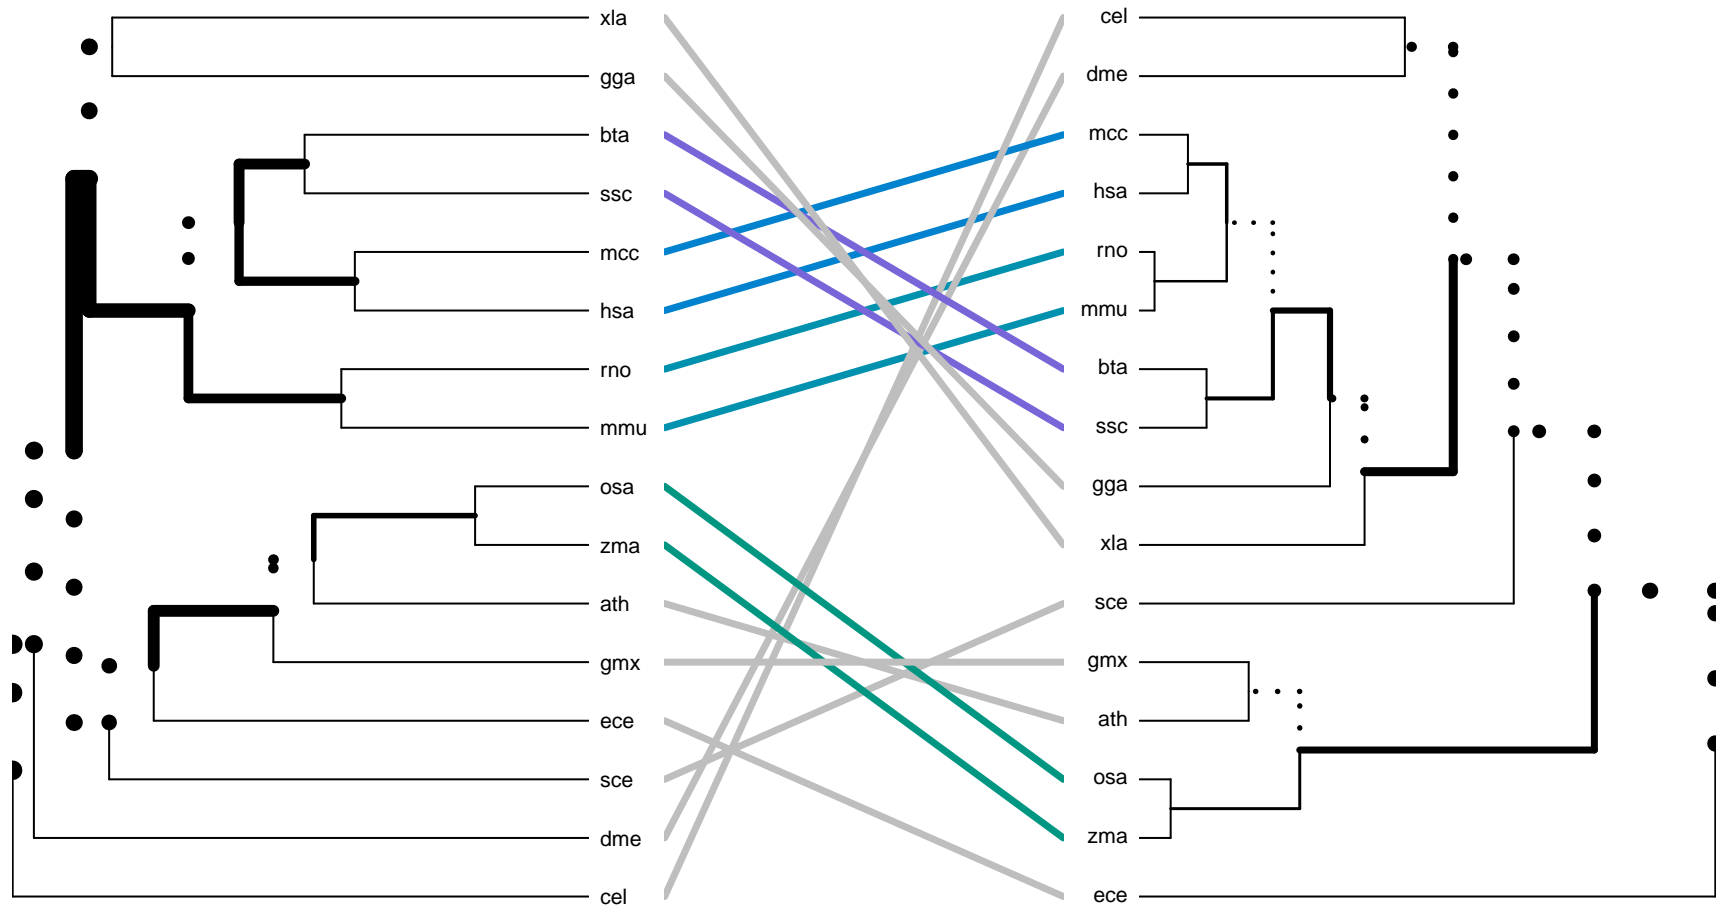 xla
gga
bta
ssc
mcc
hsa
rno
mmu
osa
zma
ath
gmx
ece
sce
dme
cel
cel
dme
mcc
hsa
rno
mmu
bta
ssc
gga
xla
sce
gmx
ath
osa
zma
ece